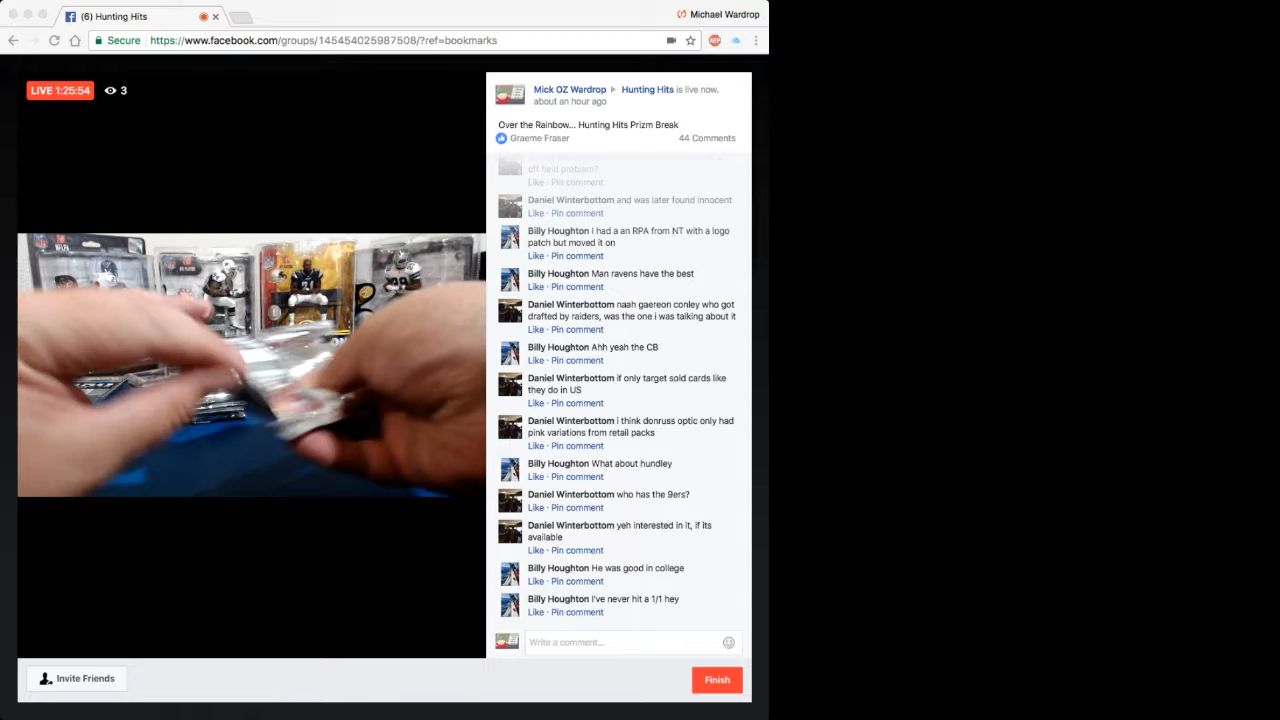 (6) Hunting Hits
Michael Wardrop
Secure https://www.facebook.com/groups/145454025987508/?ref=bookmarks
ABP
LIVE 1:25:54 3
Mick OZ Wardrop Hunting Hits is live now.
about an hour ago
Over the Rainbow... Hunting Hits Prizm Break
Graeme Fraser 44 Comments
off field problem?
Like · Pin comment
Daniel Winterbottom and was later found innocent
Like · Pin comment
Billy Houghton I had a an RPA from NT with a logo
patch but moved it on
Like · Pin comment
Billy Houghton Man ravens have the best
Like · Pin comment
Daniel Winterbottom naah gaereon conley who got
drafted by raiders, was the one i was talking about it
Like · Pin comment
Billy Houghton Ahh yeah the CB
Like · Pin comment
Daniel Winterbottom if only target sold cards like
they do in US
Like · Pin comment
Daniel Winterbottom i think donruss optic only had
pink variations from retail packs
Like · Pin comment
Billy Houghton What about hundley
Like · Pin comment
Daniel Winterbottom who has the 9ers?
Like · Pin comment
Daniel Winterbottom yeh interested in it, if its
available
Like · Pin comment
Billy Houghton He was good in college
Like · Pin comment
Billy Houghton I've never hit a 1/1 hey
Like · Pin comment
Write a comment...
Invite Friends
Finish